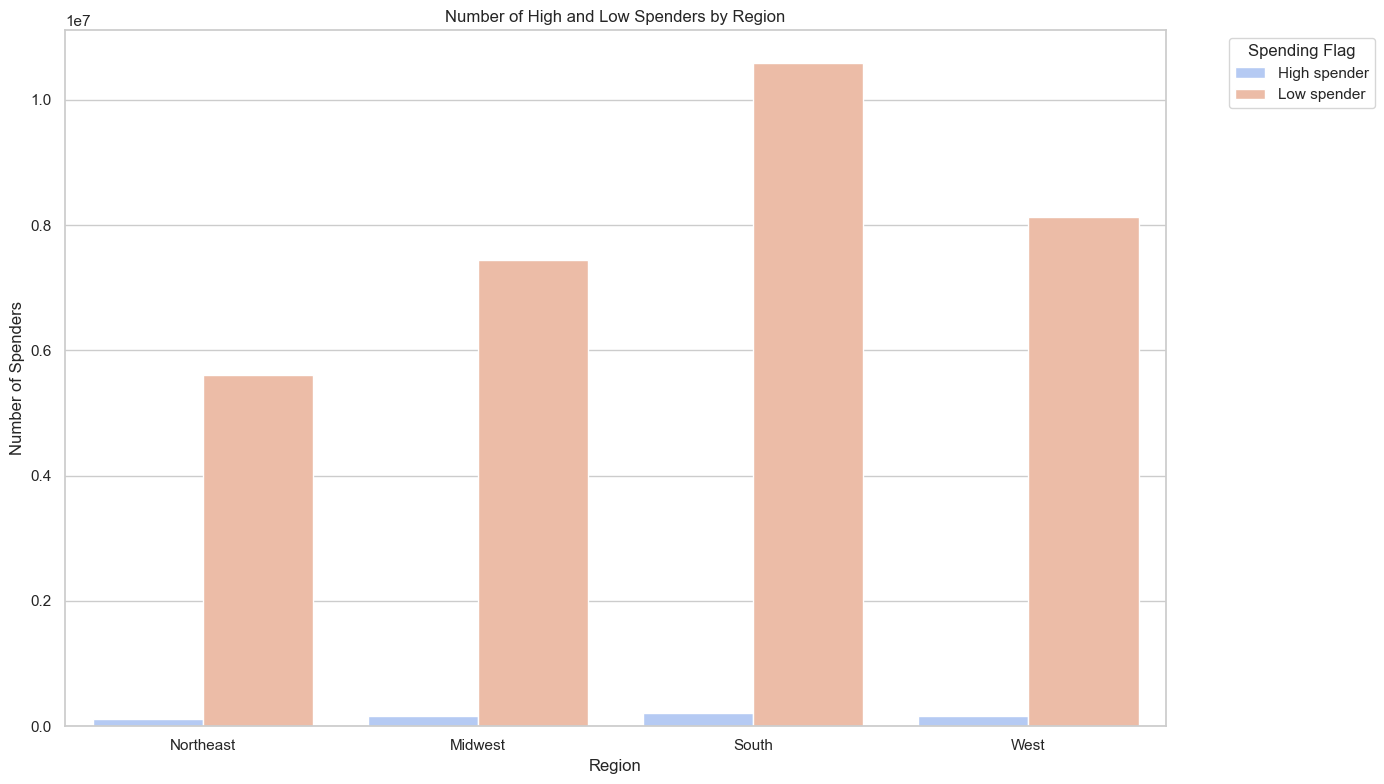 Number of High and Low Spenders by Region
1e7
Spending Flag
High spender
Low spender
Number of Spenders
1.0
0.8
0.6
0.4
0.2
0.0
Northeast Midwest South West
Region